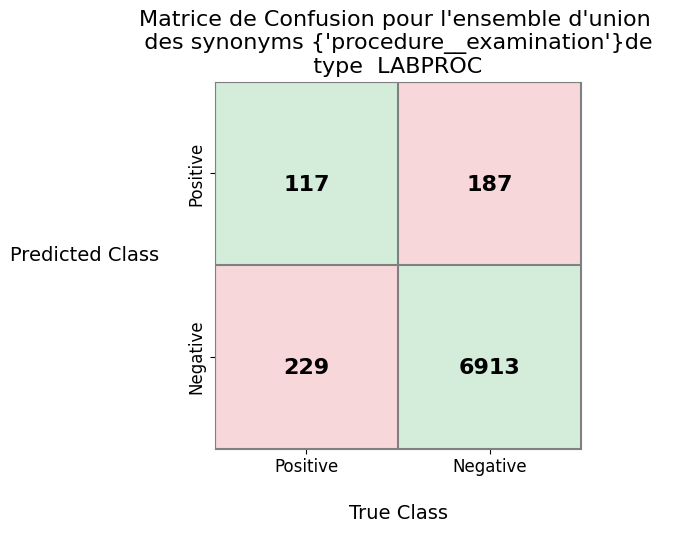 Matrice de Confusion pour l'ensemble d'union
des synonyms {'procedure__examination'}de
type  LABPROC
Positive
117
187
Predicted Class
Negative
229
6913
Positive
Negative
True Class